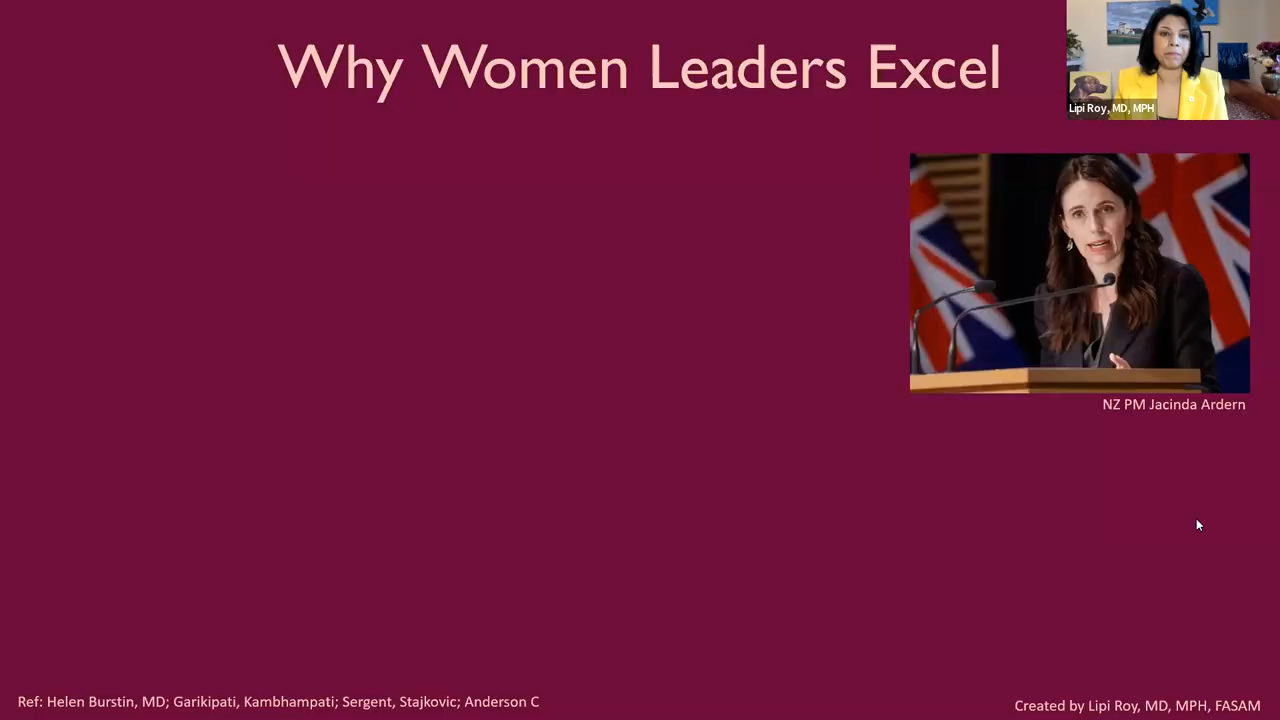 Why Women Leaders Excel
Lipi Roy, MD, MPH
NZ PM Jacinda Ardern
Ref: Helen Burstin, MD; Garikipati, Kambhampati; Sergent, Stajkovic; Anderson C
Created by Lipi Roy, MD, MPH, FASAM